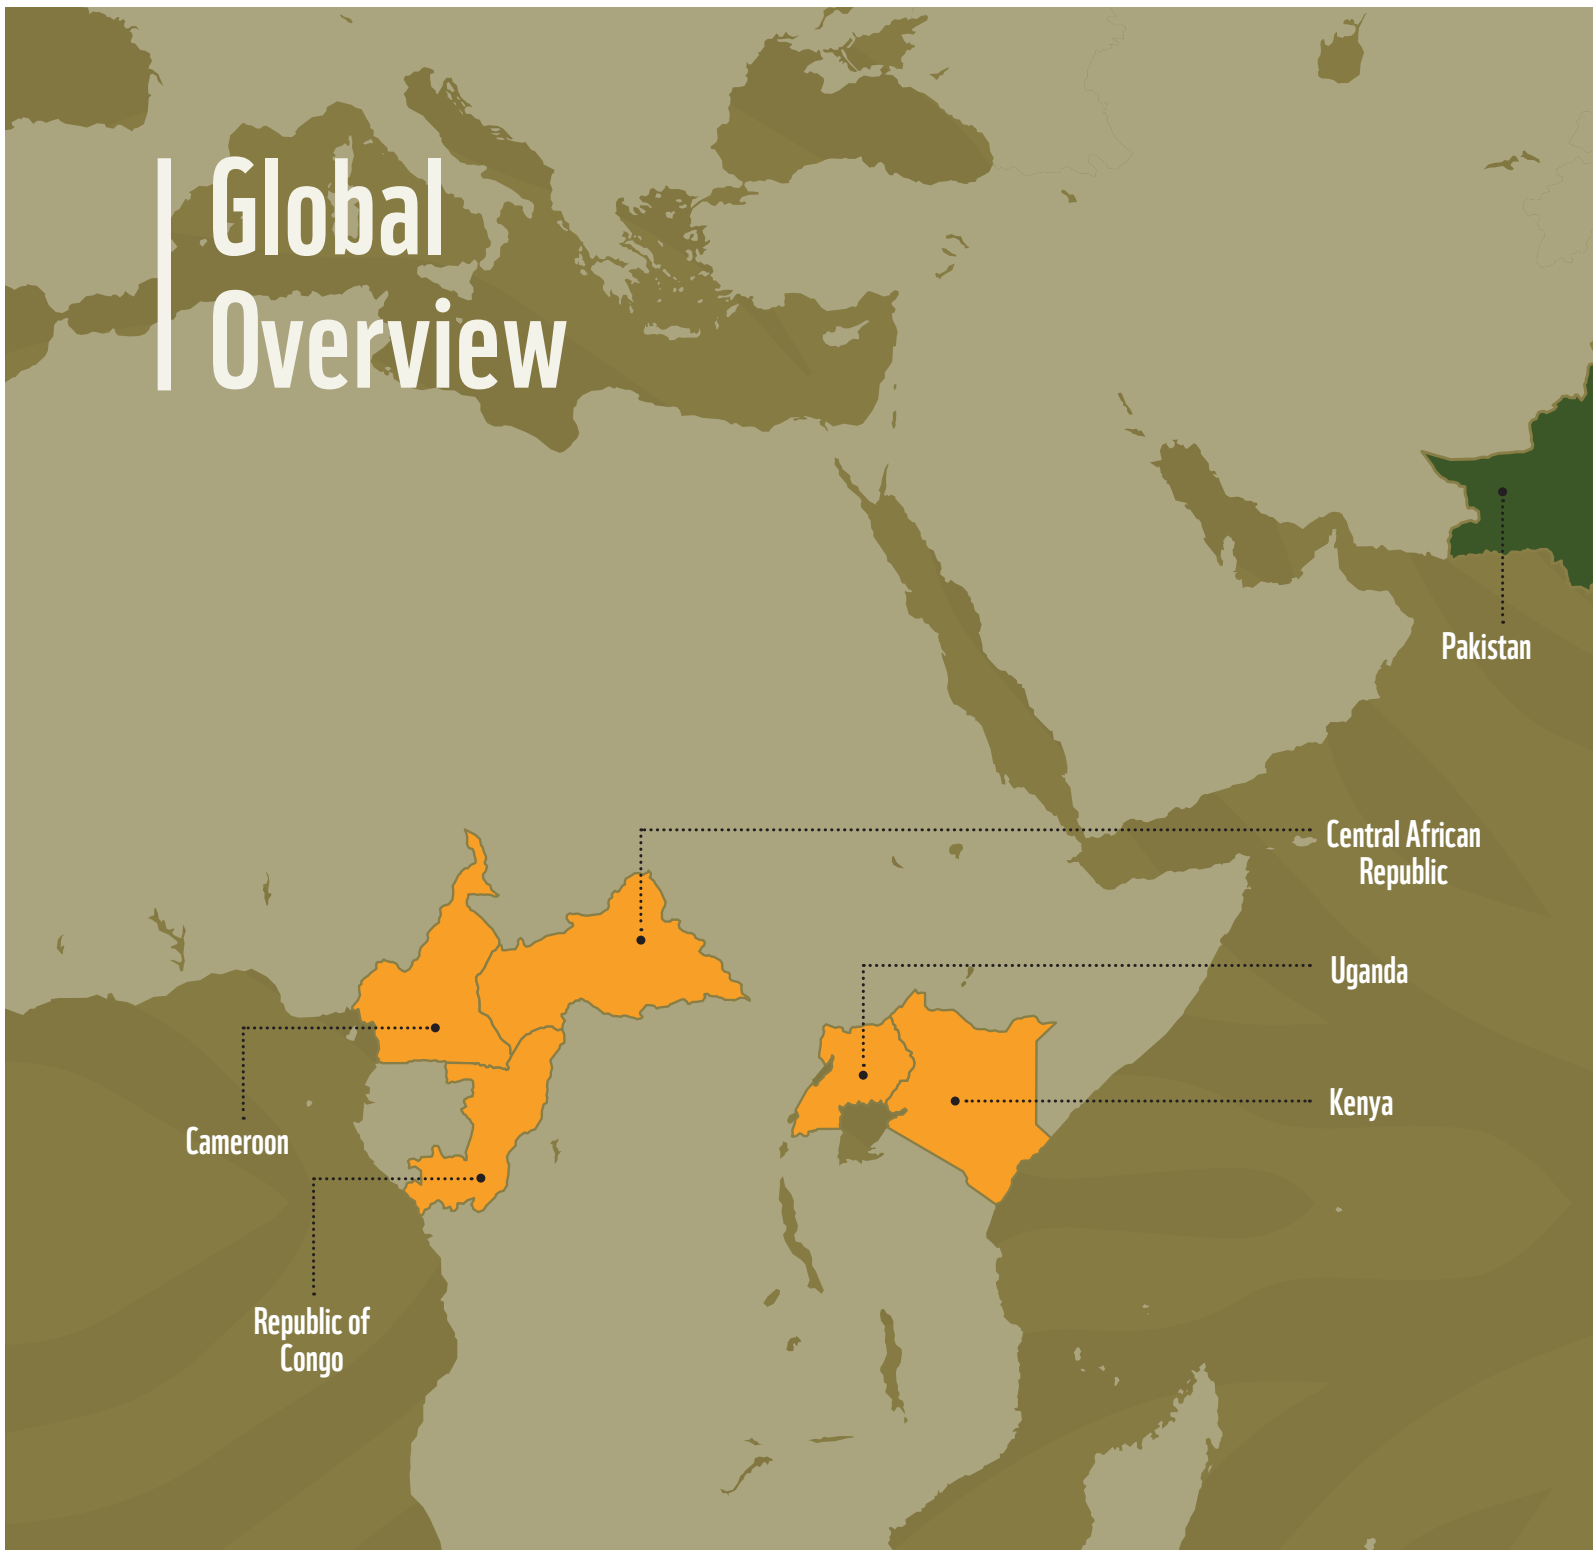 Global
Overview
Pakistan
Central African
Republic
Uganda
Kenya
Cameroon
Republic of
Congo